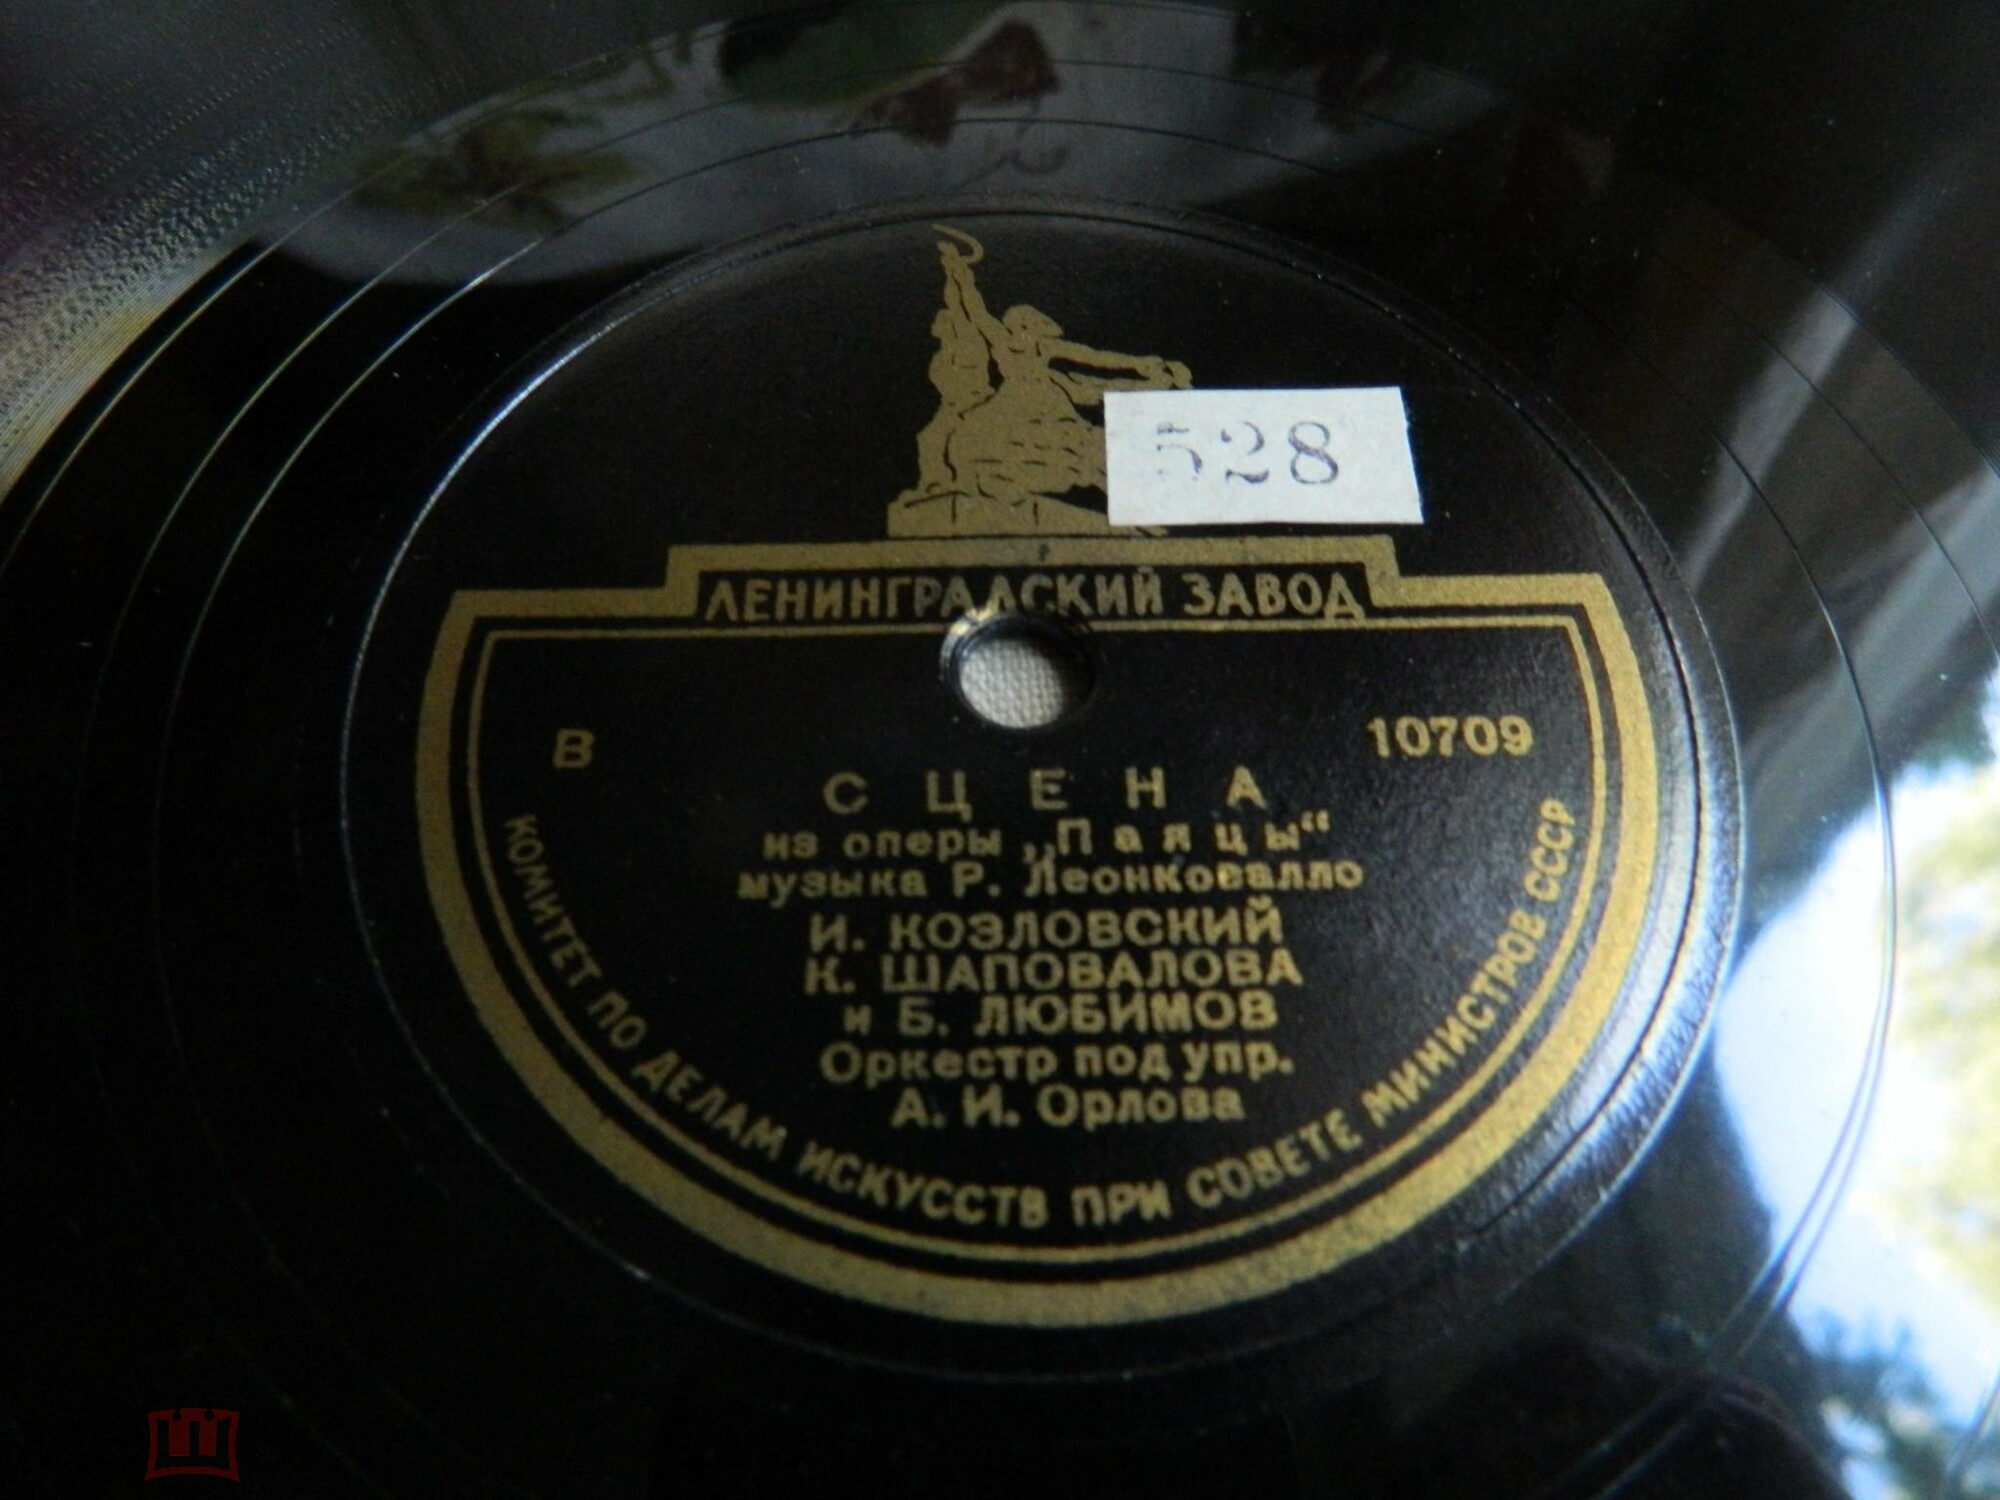 528
ЛЕНИНГРАДСКИЙ ЗАВОД
В 10709
СЦЕНА
из оперы „Паяцы“
музыка Р. Леонковалло
И. КОЗЛОВСКИЙ
К. ШАПОВАЛОВА
и Б. ЛЮБИМОВ
Оркестр под упр.
А. И. Орлова
КОМИТЕТ ПО ДЕЛАМ ИСКУССТВ ПРИ СОВЕТЕ МИНИСТРОВ СССР